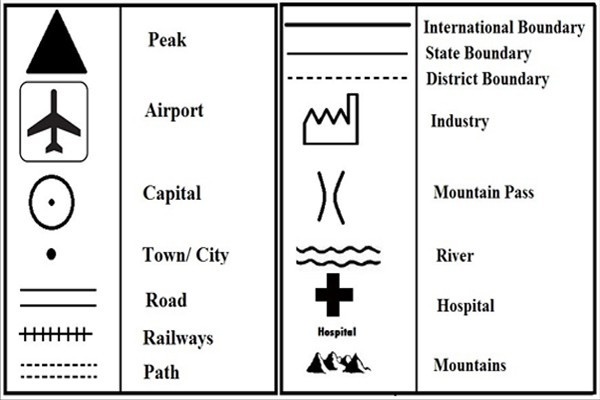 Peak
Airport
Capital
Town/ City
Road
Railways
Path
International Boundary
State Boundary
District Boundary
Industry
Mountain Pass
River
Hospital
Hospital
Mountains